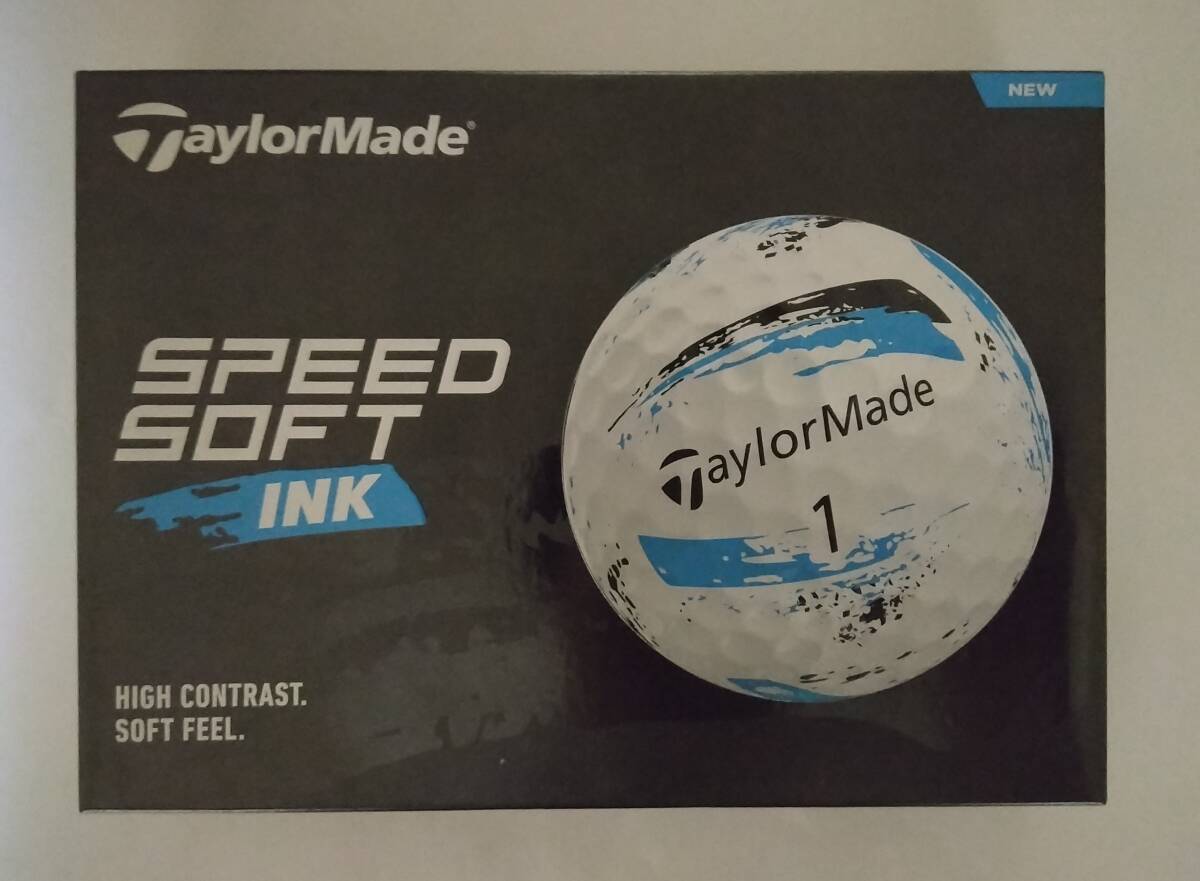 TaylorMade®
NEW
SPEED
SOFT
INK
TaylorMade
1
HIGH CONTRAST.
SOFT FEEL.